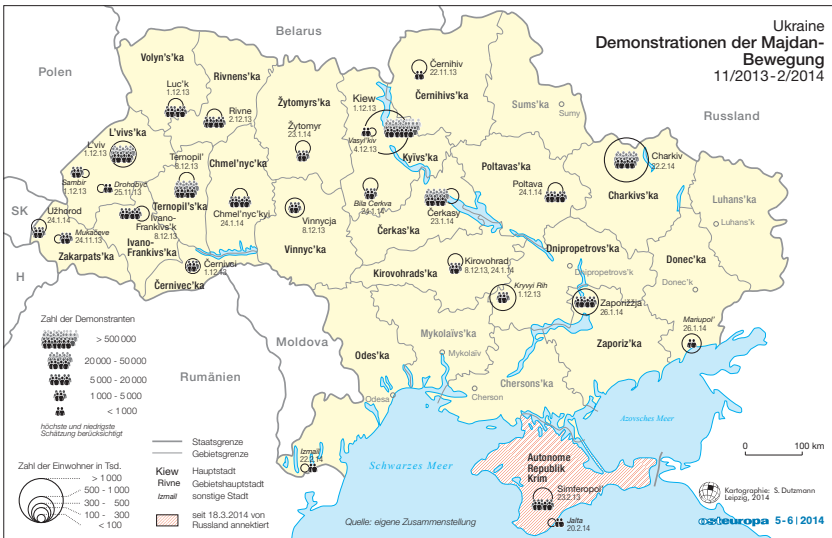 Ukraine
Demonstrationen der Majdan-
Bewegung
11/2013-2/2014
Belarus
Polen
Russland
SK
H
Rumänien
Moldova
Volyns'ka
Luc'k
1.12.13
Rivnens'ka
Rivne
2.12.13
Žytomyrs'ka
Žytomyr
23.1.14
Kiew
1.12.13
Vasyl'kiv
4.12.13
Kyïvs'ka
Bila Cerkva
24.1.14
Černihiv
22.11.13
Černihivs'ka
Sums'ka
Sumy
L'vivs'ka
L'viv
1.12.13
Sambir
1.12.13
Drohobyč
25.11.13
Ternopil'
8.12.13
Ternopil's'ka
Chmel'nyc'ka
Chmel'nyc'kyi
24.1.14
Vinnycja
8.12.13
Vinnyc'ka
Užhorod
24.1.14
Mukačeve
24.11.13
Zakarpats'ka
Ivano-
Frankivs'k
8.12.13
Ivano-
Frankivs'ka
Černivci
1.12.13
Černivec'ka
Čerkasy
23.1.14
Čerkas'ka
Poltavas'ka
Poltava
24.1.14
Charkiv
22.2.14
Charkivs'ka
Luhans'ka
Luhans'k
Kirovohrads'ka
Kirovohrad
8.12.13, 24.1.14
Kryvyi Rih
1.12.13
Dnipropetrovs'ka
Dnipropetrovs'k
Donec'ka
Donec'k
Zaporižžja
26.1.14
Zaporiz'ka
Mariupol'
26.1.14
Mykolaïvs'ka
Mykolaïv
Odes'ka
Odesa
Chersons'ka
Cherson
Izmail
22.2.14
Schwarzes Meer
Azovsches Meer
Autonome
Republik
Krim
Simferopol'
23.2.13
Jalta
20.2.14
Zahl der Demonstranten
> 500 000
20 000 - 50 000
5 000 - 20 000
1 000 - 5 000
< 1 000
höchste und niedrigste
Schätzung berücksichtigt
Zahl der Einwohner in Tsd.
> 1 000
500 - 1 000
300 - 500
100 - 300
< 100
Staatsgrenze
Gebietsgrenze
Kiew Hauptstadt
Rivne Gebietshauptstadt
Izmail sonstige Stadt
seit 18.3.2014 von
Russland annektiert
Quelle: eigene Zusammenstellung
0 100 km
Kartographie: S. Dutzmann
Leipzig, 2014
osteuropa 5-6 | 2014